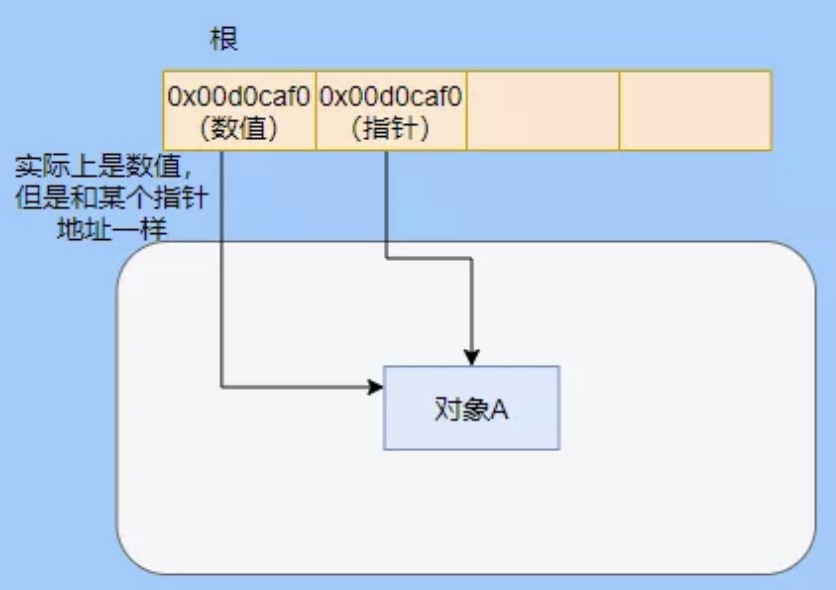 根
0x00d0caf0 0x00d0caf0
（数值） （指针）
实际上是数值，
但是和某个指针
地址一样
对象A